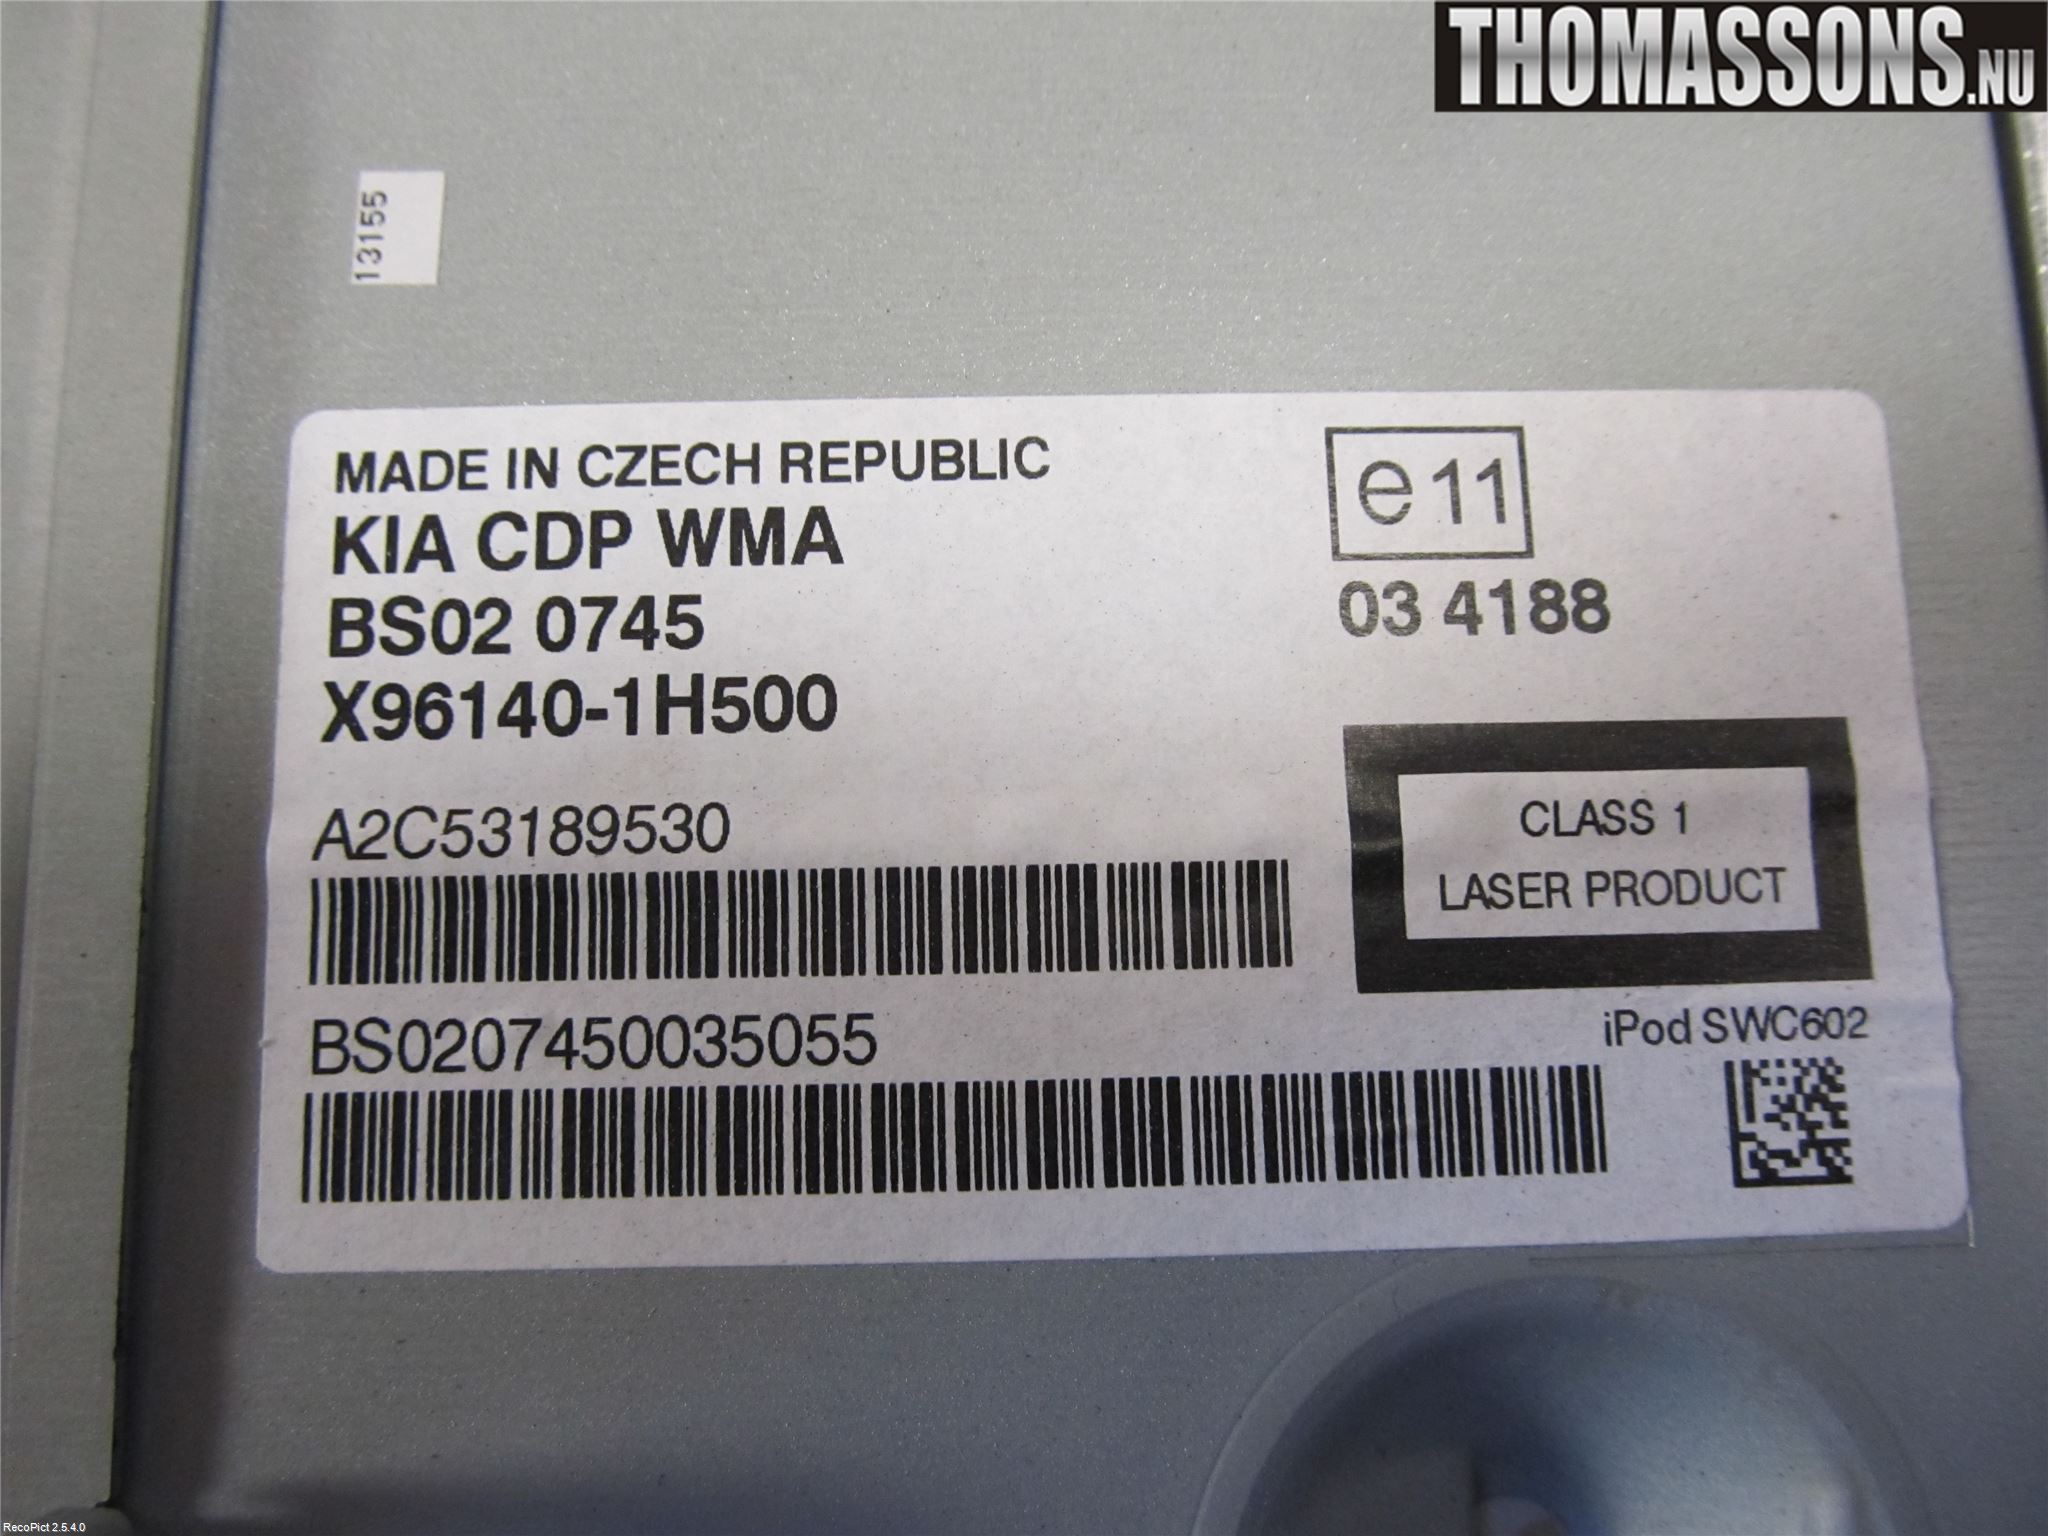 THOMASSONS.NU
13155
MADE IN CZECH REPUBLIC
KIA CDP WMA
BS02 0745
X96140-1H500
e11
03 4188
A2C53189530
CLASS 1
LASER PRODUCT
BS0207450035055
iPod SWC602
RecoPict 2.5.4.0